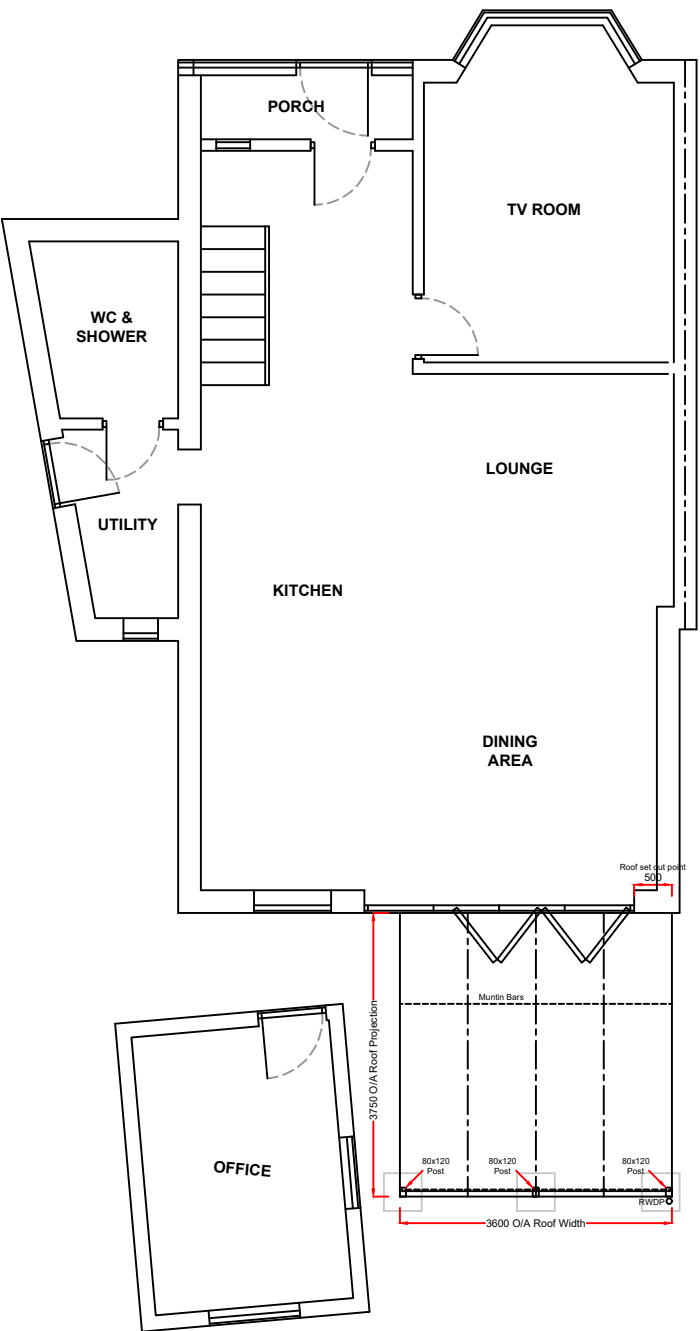 PORCH
TV ROOM
WC &
SHOWER
LOUNGE
UTILITY
KITCHEN
DINING
AREA
Roof set out point
500
Muntin Bars
3750 O/A Roof Projection
OFFICE
80x120
Post
80x120
Post
80x120
Post
RWDP
3600 O/A Roof Width